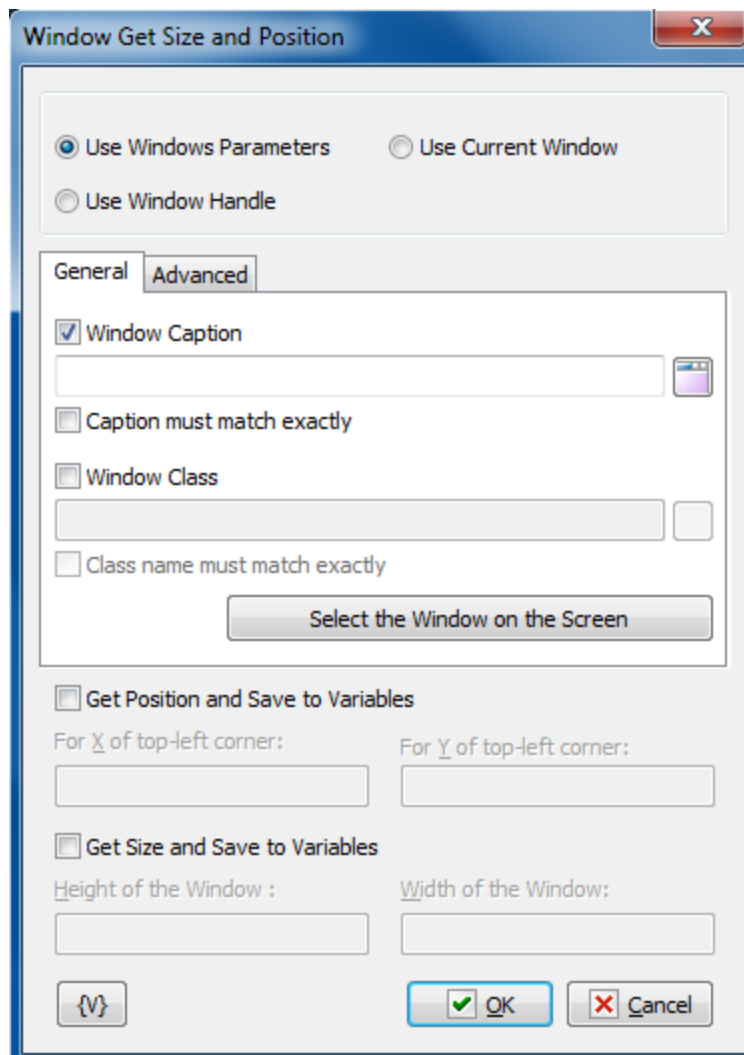 Window Get Size and Position
Use Windows Parameters Use Current Window
Use Window Handle
General Advanced
Window Caption
Caption must match exactly
Window Class
Class name must match exactly
Select the Window on the Screen
Get Position and Save to Variables
For X of top-left corner: For Y of top-left corner:
Get Size and Save to Variables
Height of the Window : Width of the Window:
{V} OK Cancel